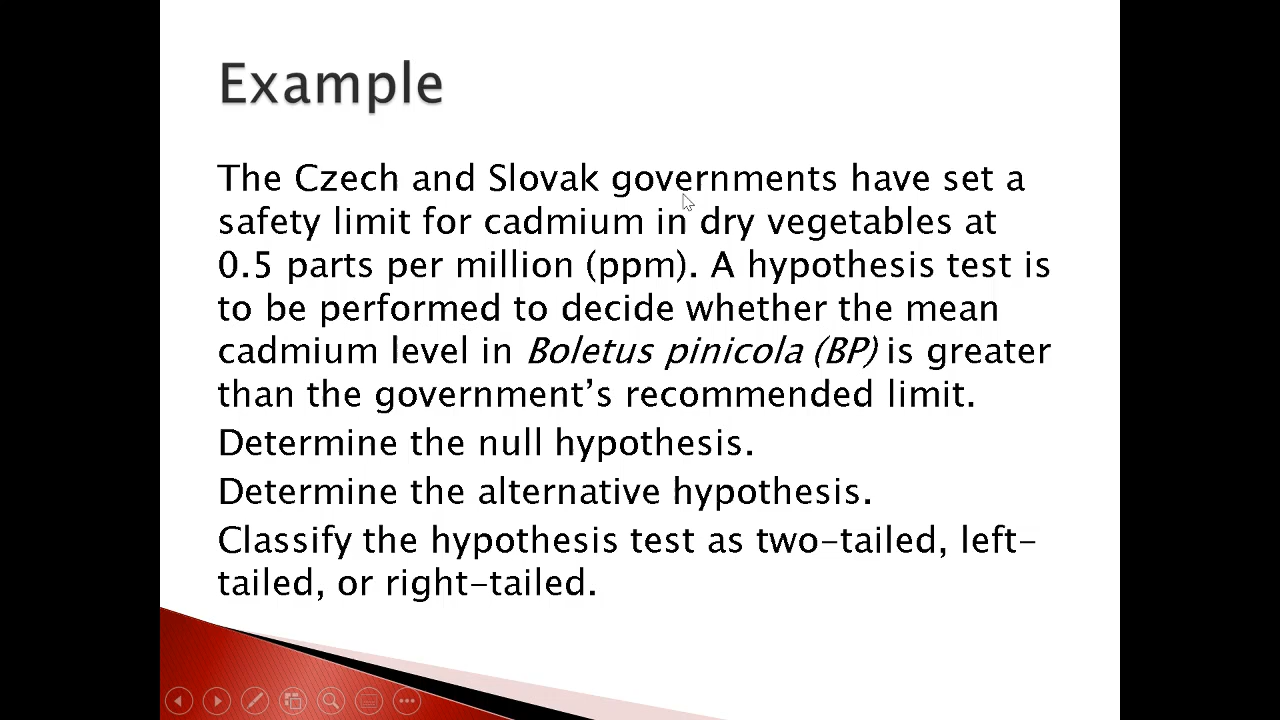 Example
The Czech and Slovak governments have set a
safety limit for cadmium in dry vegetables at
0.5 parts per million (ppm). A hypothesis test is
to be performed to decide whether the mean
cadmium level in Boletus pinicola (BP) is greater
than the government’s recommended limit.
Determine the null hypothesis.
Determine the alternative hypothesis.
Classify the hypothesis test as two-tailed, left-
tailed, or right-tailed.